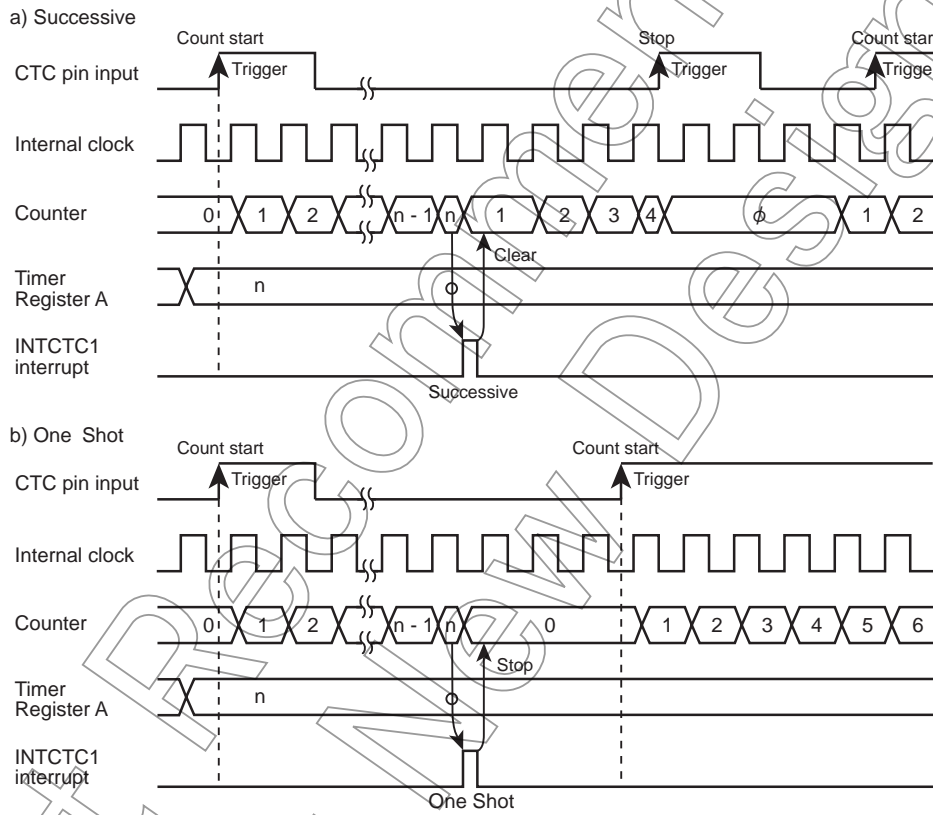 a) Successive
Count start
Stop
Count start
CTC pin input
Trigger
Trigger
Trigge
Internal clock
Counter
0 1 2 n - 1 n 1 2 3 4 ϕ 1 2
Clear
Timer
Register A
n
INTCTC1
interrupt
Successive
b) One Shot
Count start
Count start
CTC pin input
Trigger
Trigger
Internal clock
Counter
0 1 2 n - 1 n 0 1 2 3 4 5 6
Stop
Timer
Register A
n
INTCTC1
interrupt
One Shot